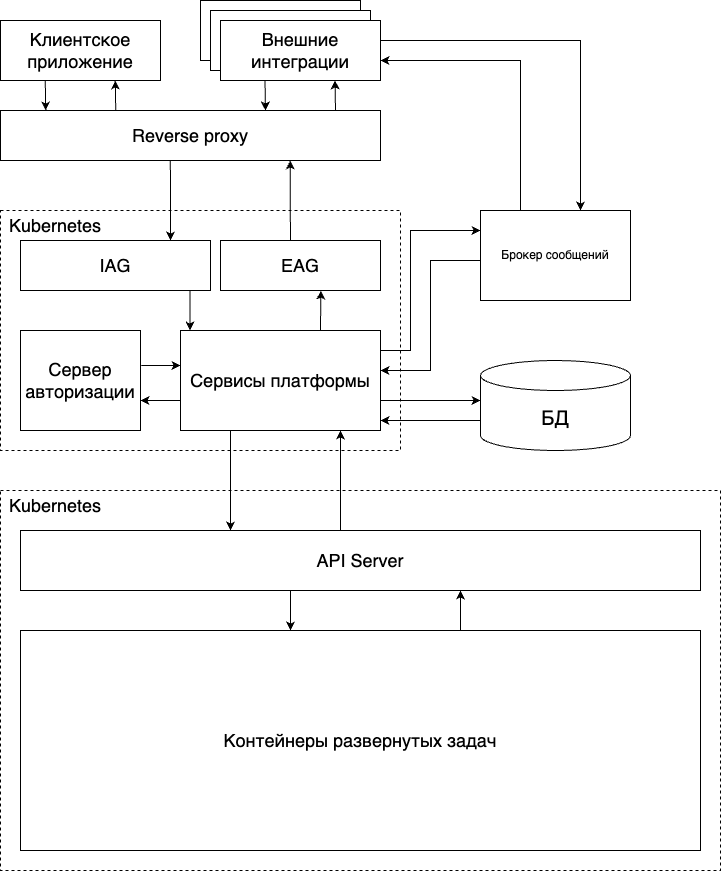 Клиентское
приложение
Внешние
интеграции
Reverse proxy
Kubernetes
IAG
EAG
Брокер сообщений
Сервер
авторизации
Сервисы платформы
БД
Kubernetes
API Server
Контейнеры развернутых задач